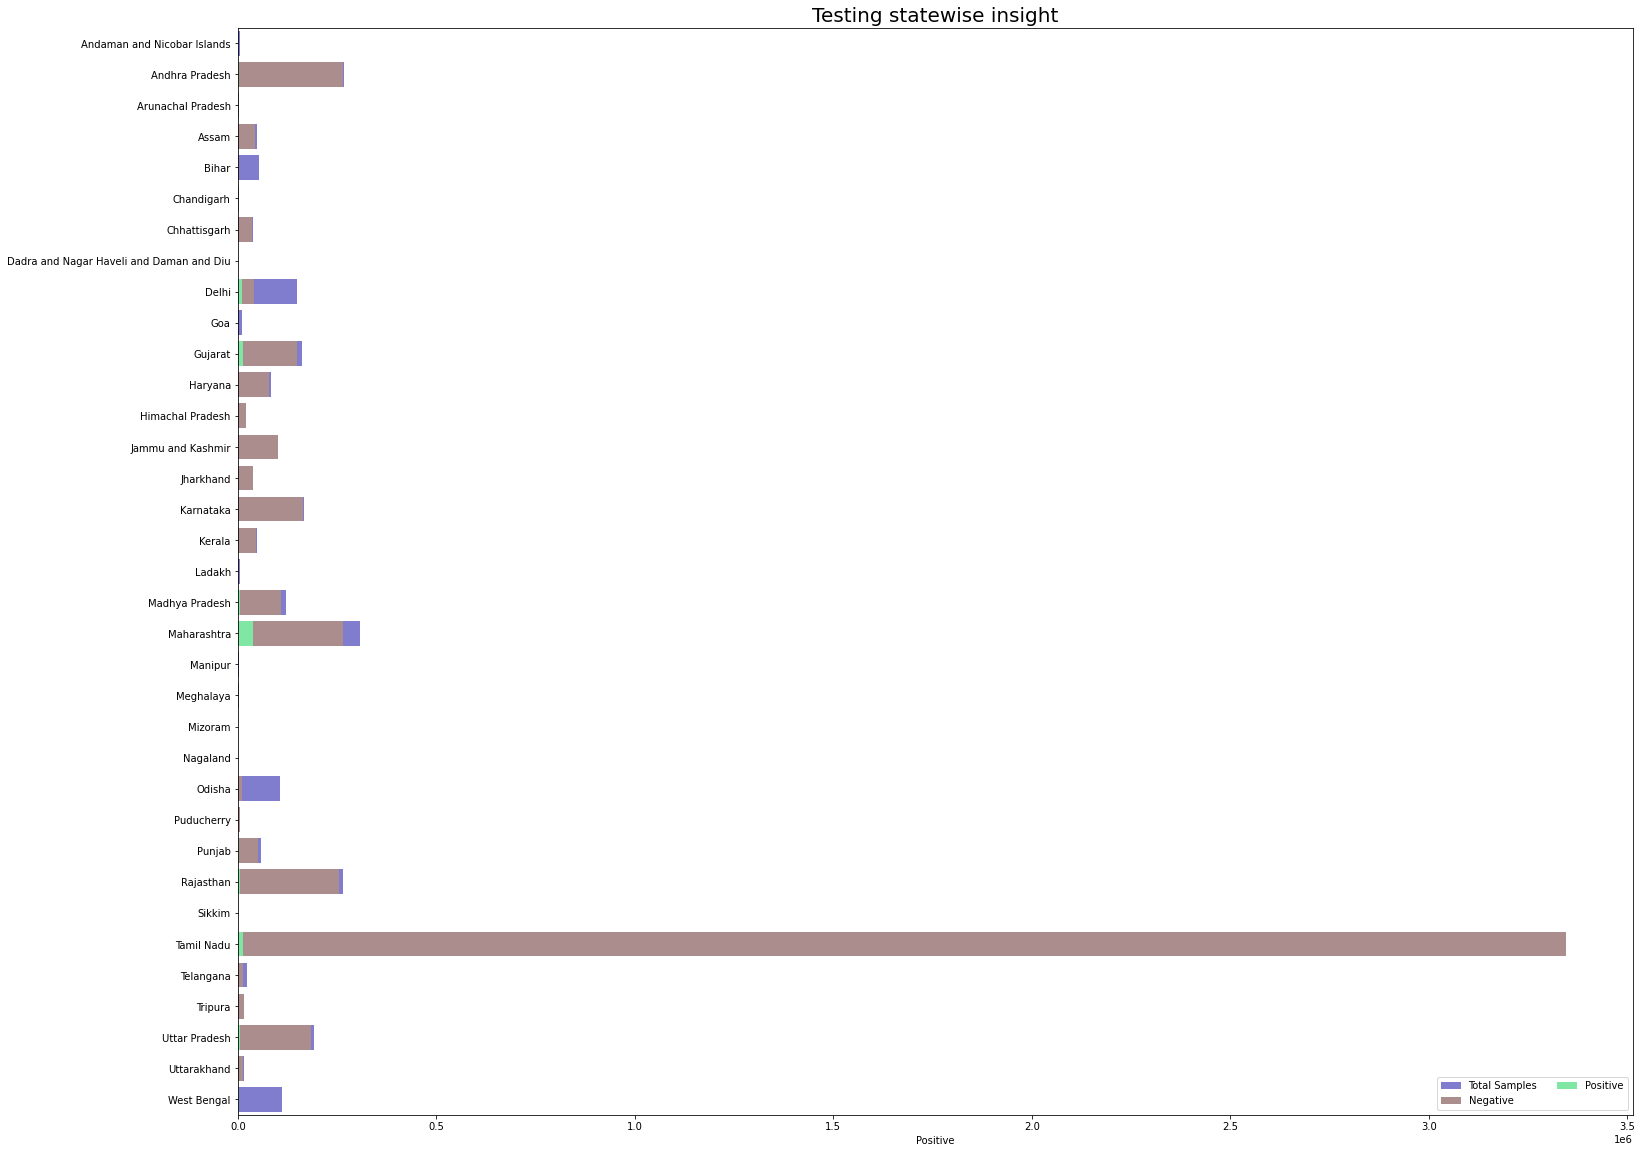 Testing statewise insight
Andaman and Nicobar Islands
Andhra Pradesh
Arunachal Pradesh
Assam
Bihar
Chandigarh
Chhattisgarh
Dadra and Nagar Haveli and Daman and Diu
Delhi
Goa
Gujarat
Haryana
Himachal Pradesh
Jammu and Kashmir
Jharkhand
Karnataka
Kerala
Ladakh
Madhya Pradesh
Maharashtra
Manipur
Meghalaya
Mizoram
Nagaland
Odisha
Puducherry
Punjab
Rajasthan
Sikkim
Tamil Nadu
Telangana
Tripura
Uttar Pradesh
Uttarakhand
West Bengal
Total Samples Positive
Negative
0.0 0.5 1.0 1.5 2.0 2.5 3.0 3.5
Positive 1e6